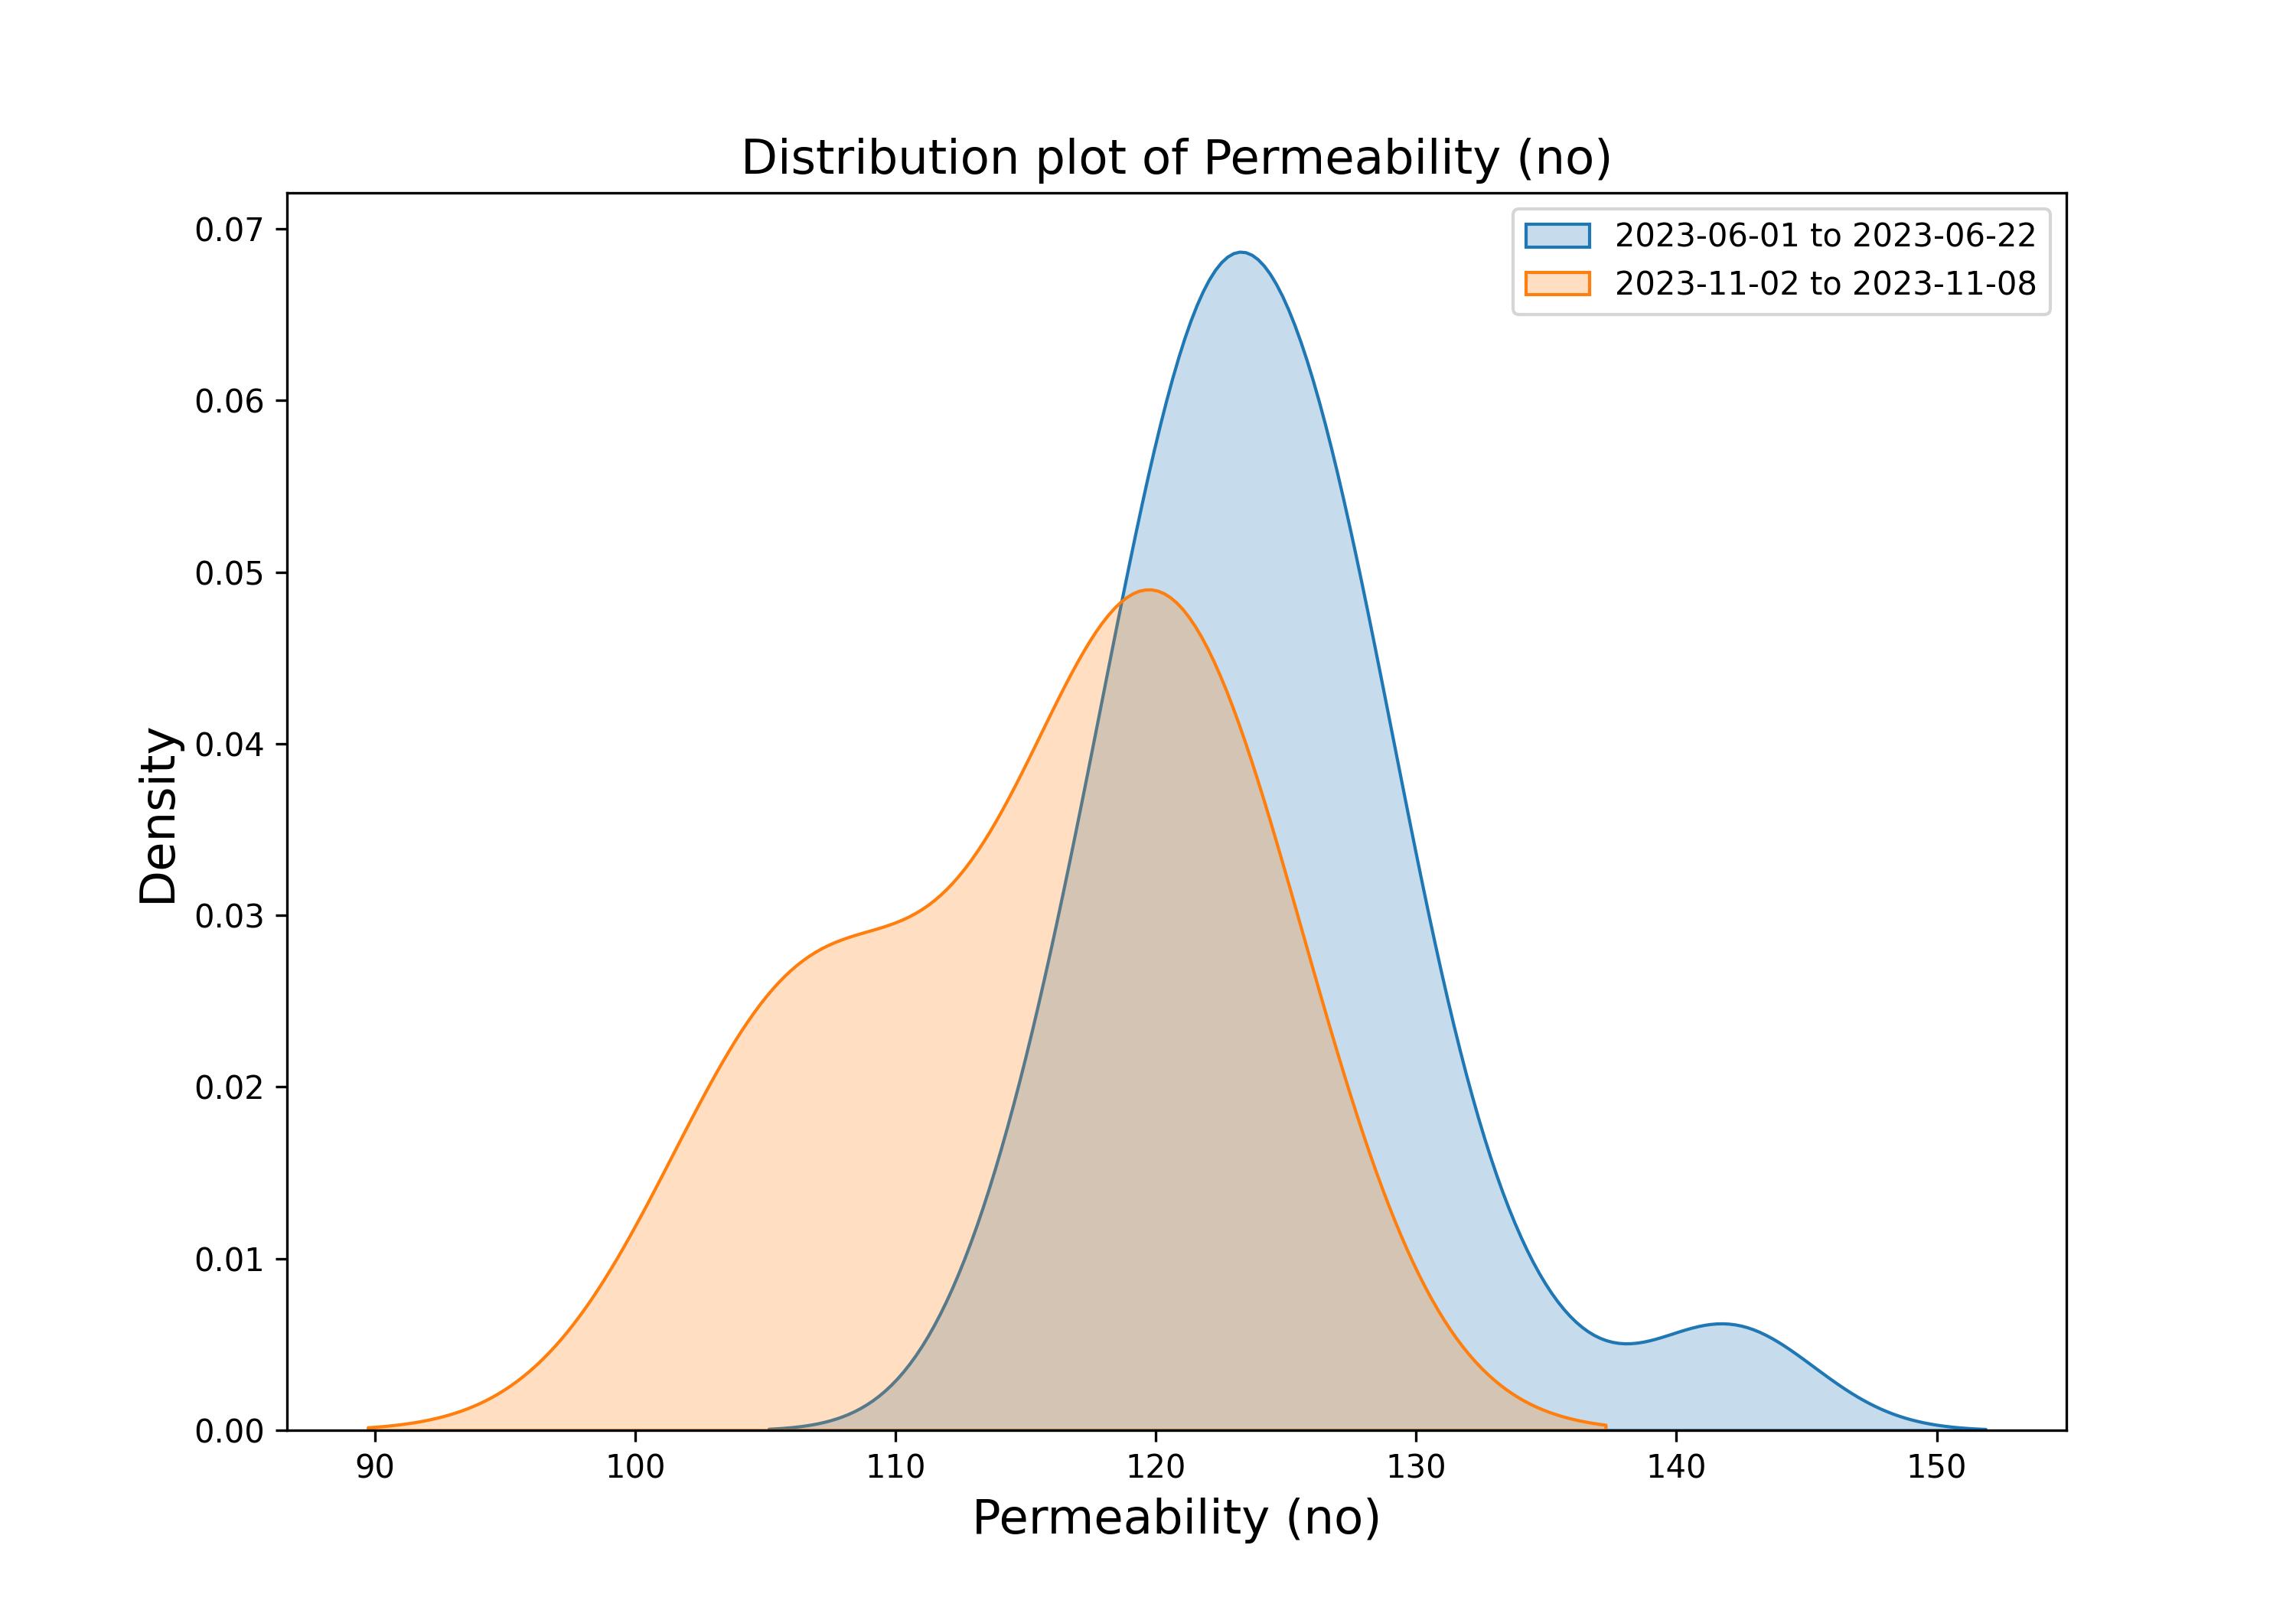 Distribution plot of Permeability (no)
2023-06-01 to 2023-06-22
2023-11-02 to 2023-11-08
Density
0.07
0.06
0.05
0.04
0.03
0.02
0.01
0.00
90 100 110 120 130 140 150
Permeability (no)